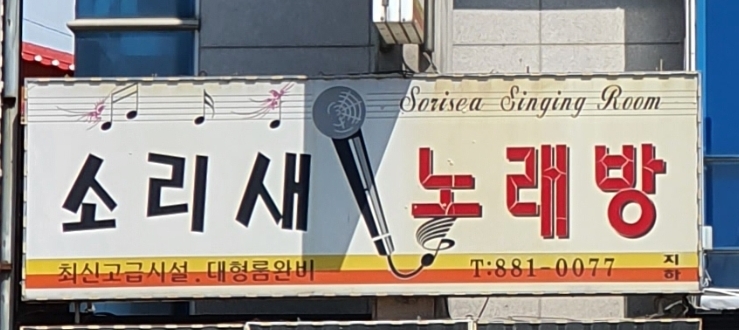 Sorisea Singing Room
소리새 노래방
최신고급시설. 대형룸완비 T:881-0077 지하